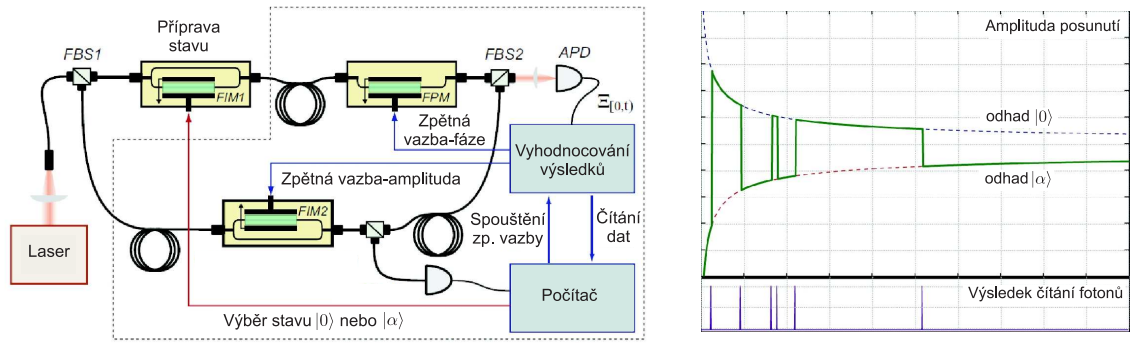 Příprava
stavu
FBS1
FIM1
FPM
FBS2
APD
Ξ[0,t)
Zpětná
vazba-fáze
Vyhodnocování
výsledků
Zpětná vazba-amplituda
FIM2
Spouštění
zp. vazby
Čítání
dat
Laser
Počítač
Výběr stavu |0⟩ nebo |α⟩
Amplituda posunutí
odhad |0⟩
odhad |α⟩
Výsledek čítání fotonů